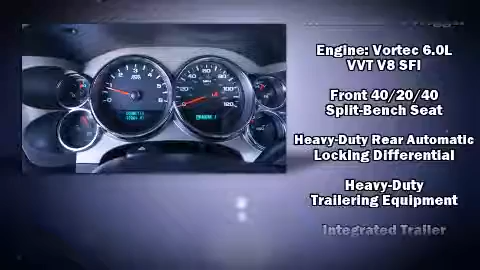 Engine: Vortec 6.0L
VVT V8 SFI
Front 40/20/40
Split-Bench Seat
Heavy-Duty Rear Automatic
Locking Differential
Heavy-Duty
Trailering Equipment
Integrated Trailer